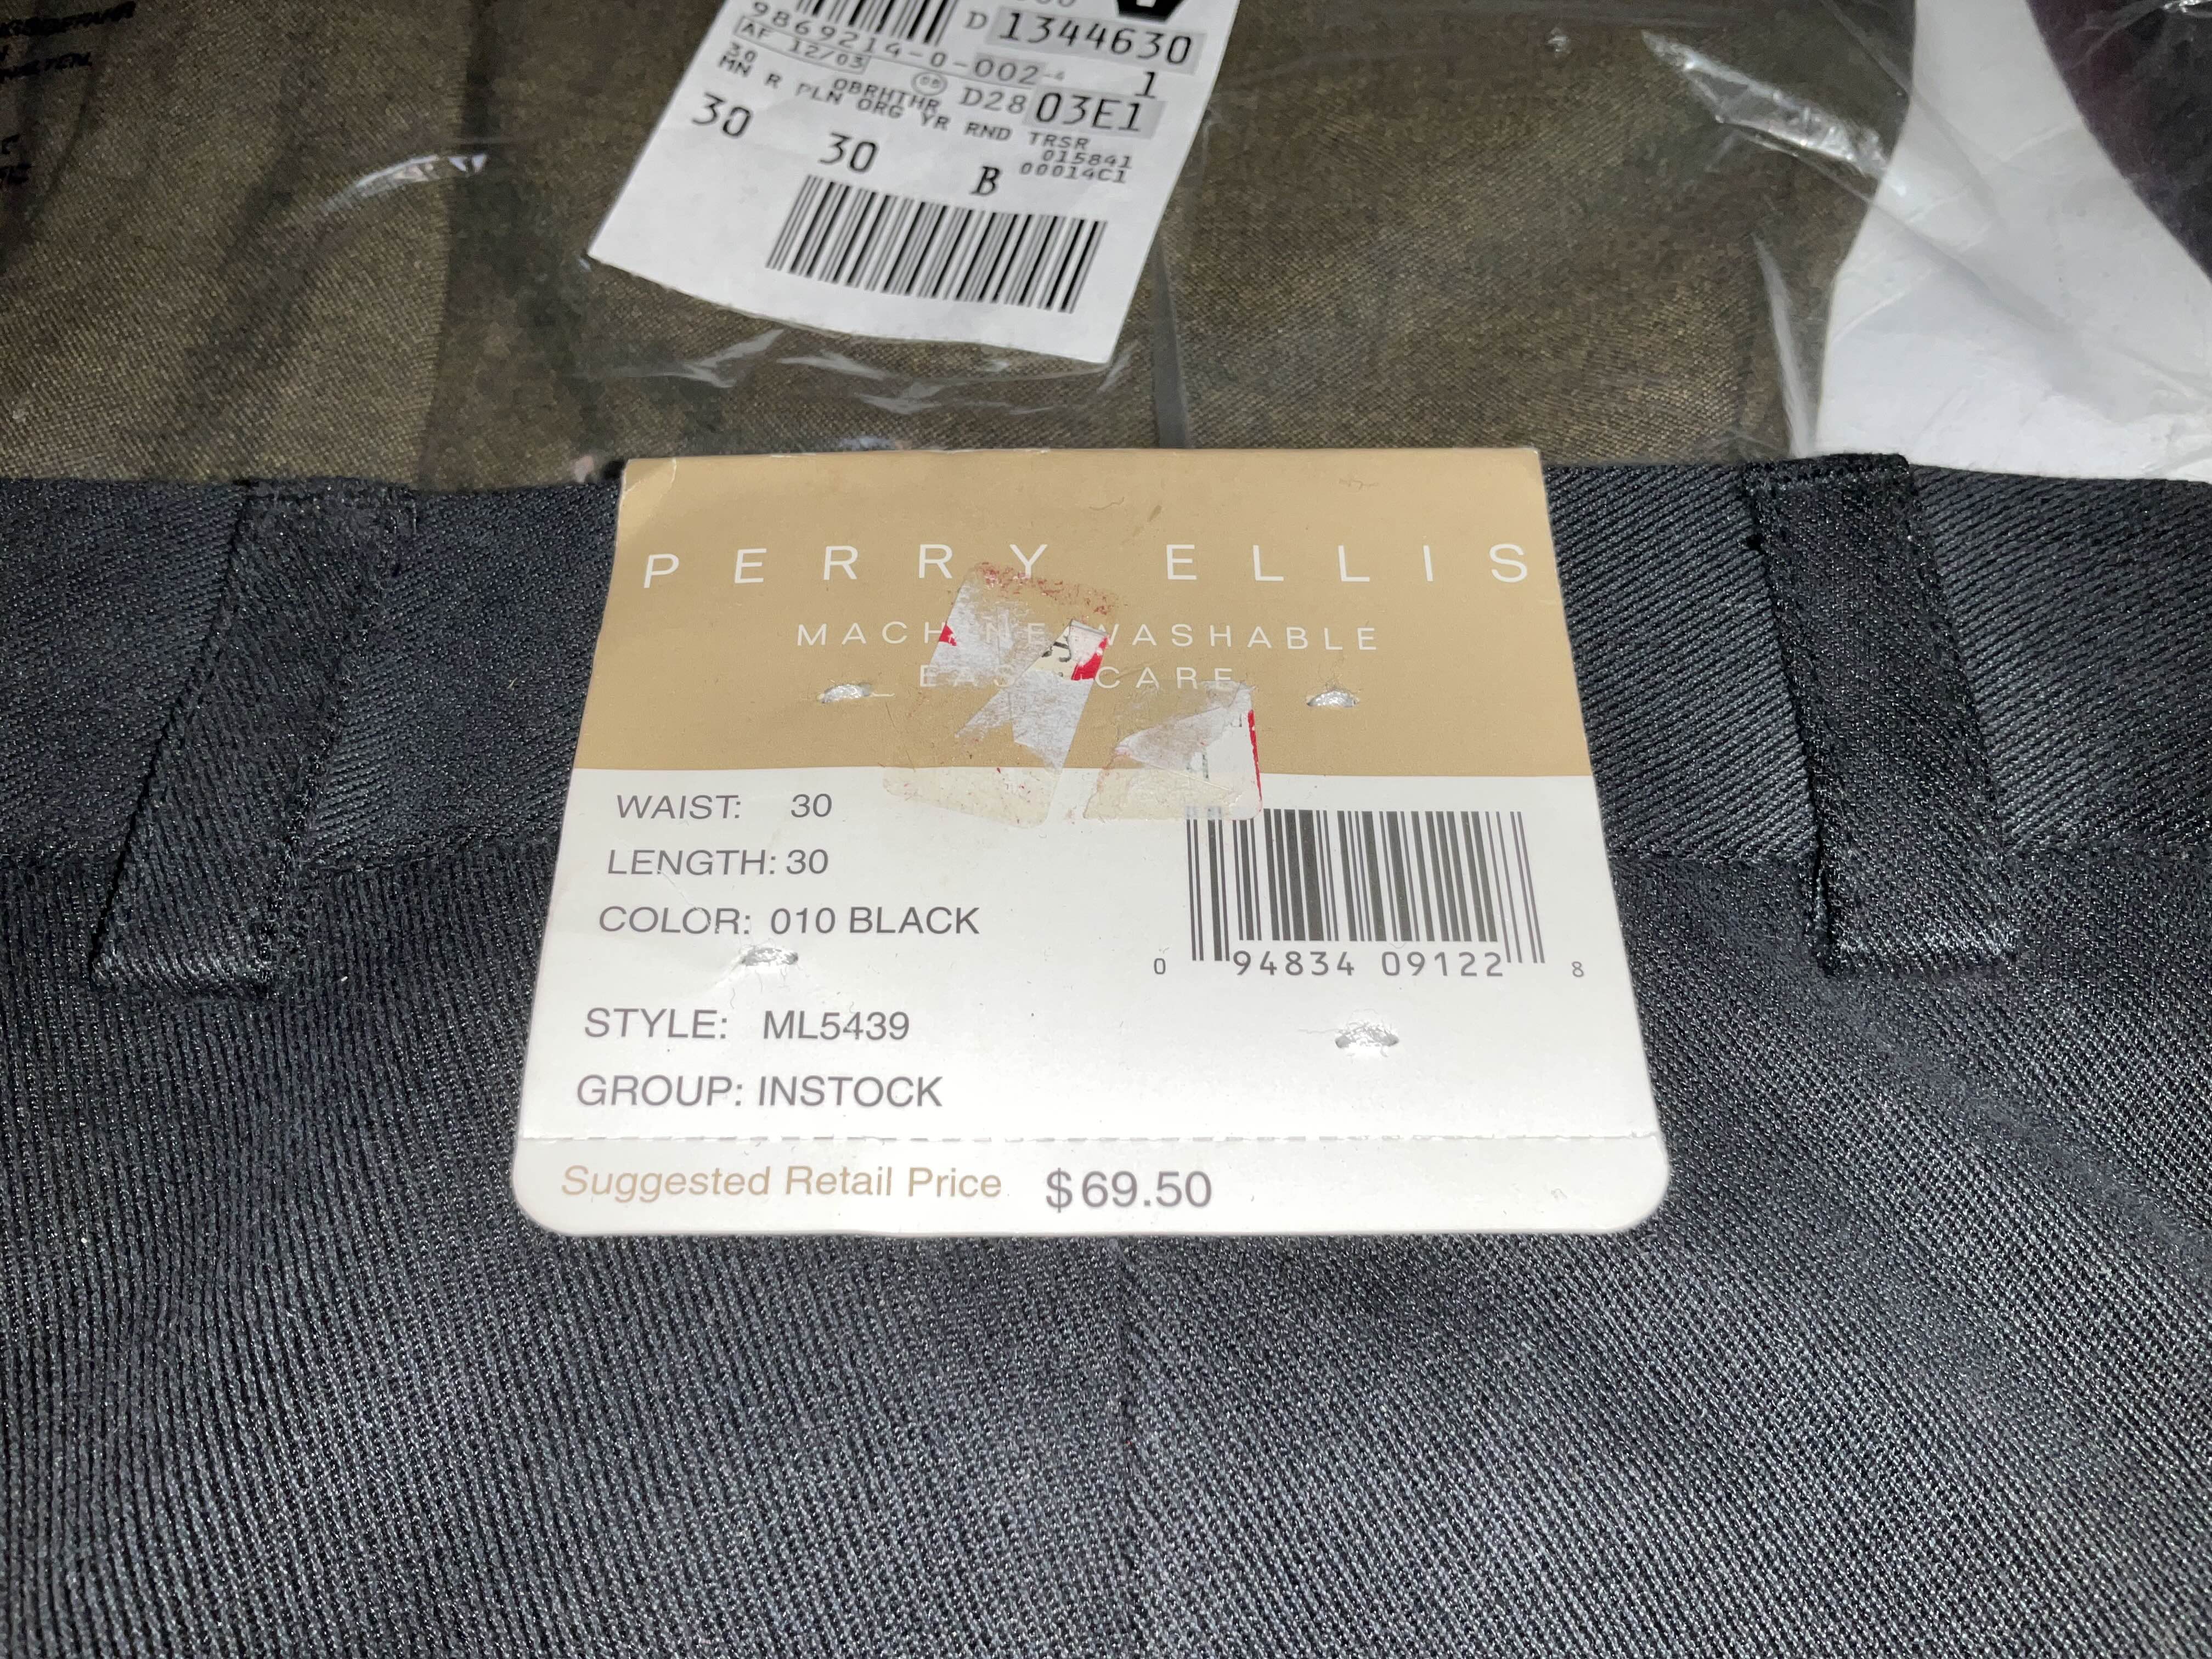 D 1344630
9869214-0-002
1
AF 12/03
D28 03E1
30 OBRHTHR
MN R PLN ORG YR RND TRSR
015841
00014C1
30 30 B
PERRY ELLIS
MACHINE WASHABLE
EASY CARE
WAIST: 30
LENGTH: 30
COLOR: 010 BLACK
0 94834 09122 8
STYLE: ML5439
GROUP: INSTOCK
Suggested Retail Price $69.50